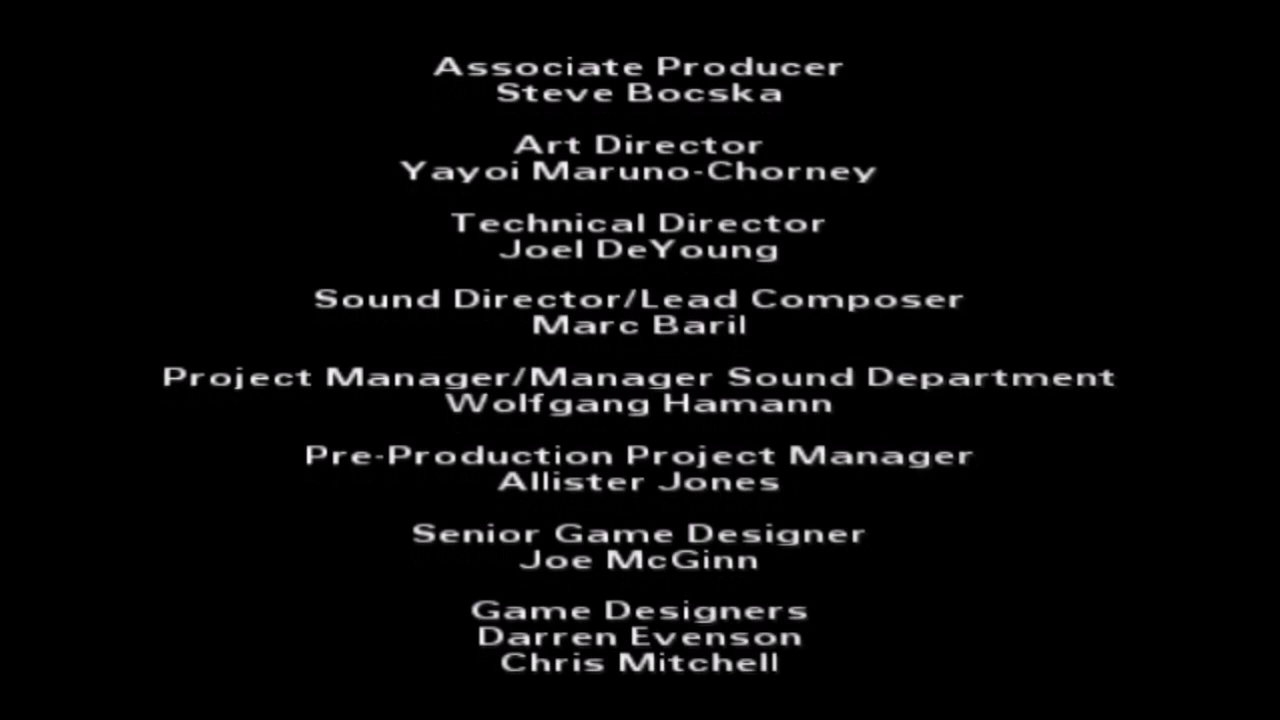 Associate Producer
Steve Bocska
Art Director
Yayoi Maruno-Chorney
Technical Director
Joel DeYoung
Sound Director/Lead Composer
Marc Baril
Project Manager/Manager Sound Department
Wolfgang Hamann
Pre-Production Project Manager
Allister Jones
Senior Game Designer
Joe McGinn
Game Designers
Darren Evenson
Chris Mitchell